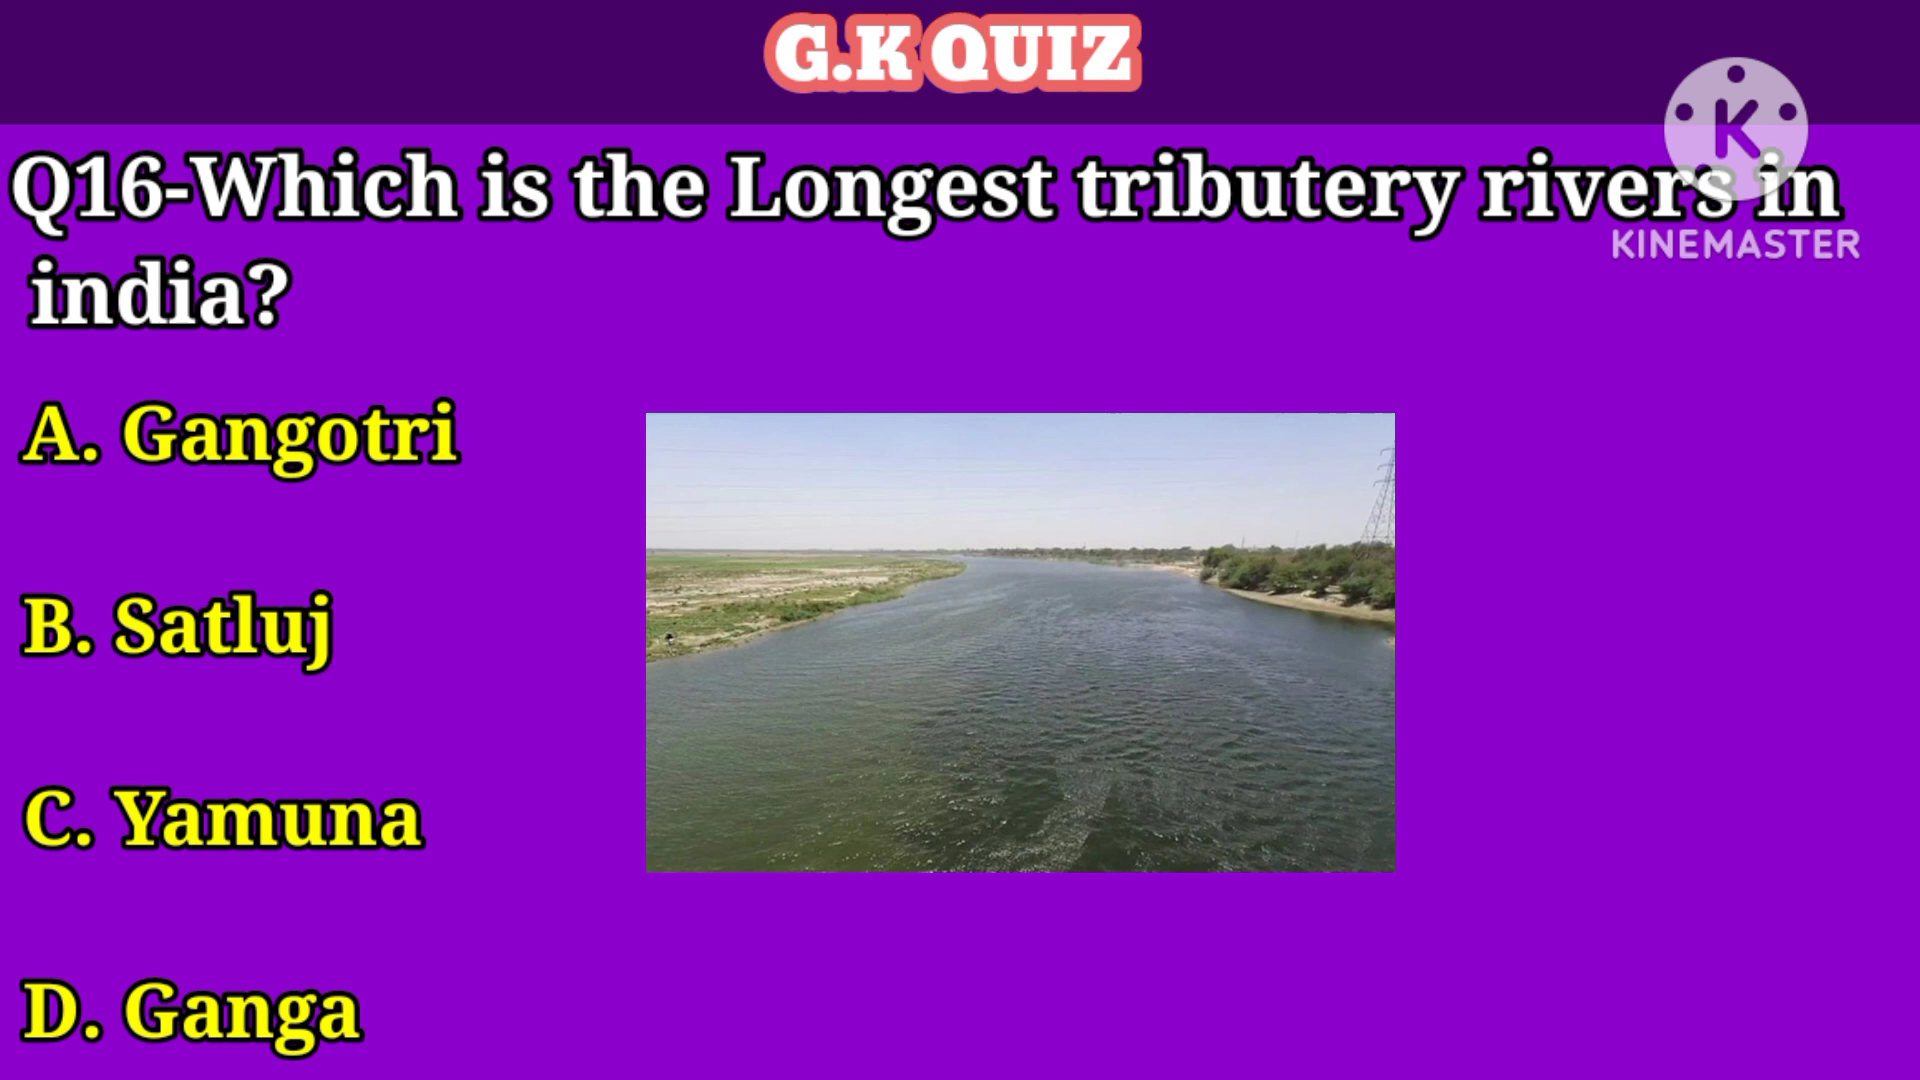 G.K QUIZ
K
KINEMASTER
Q16-Which is the Longest tributery rivers in
india?
A. Gangotri
B. Satluj
C. Yamuna
D. Ganga